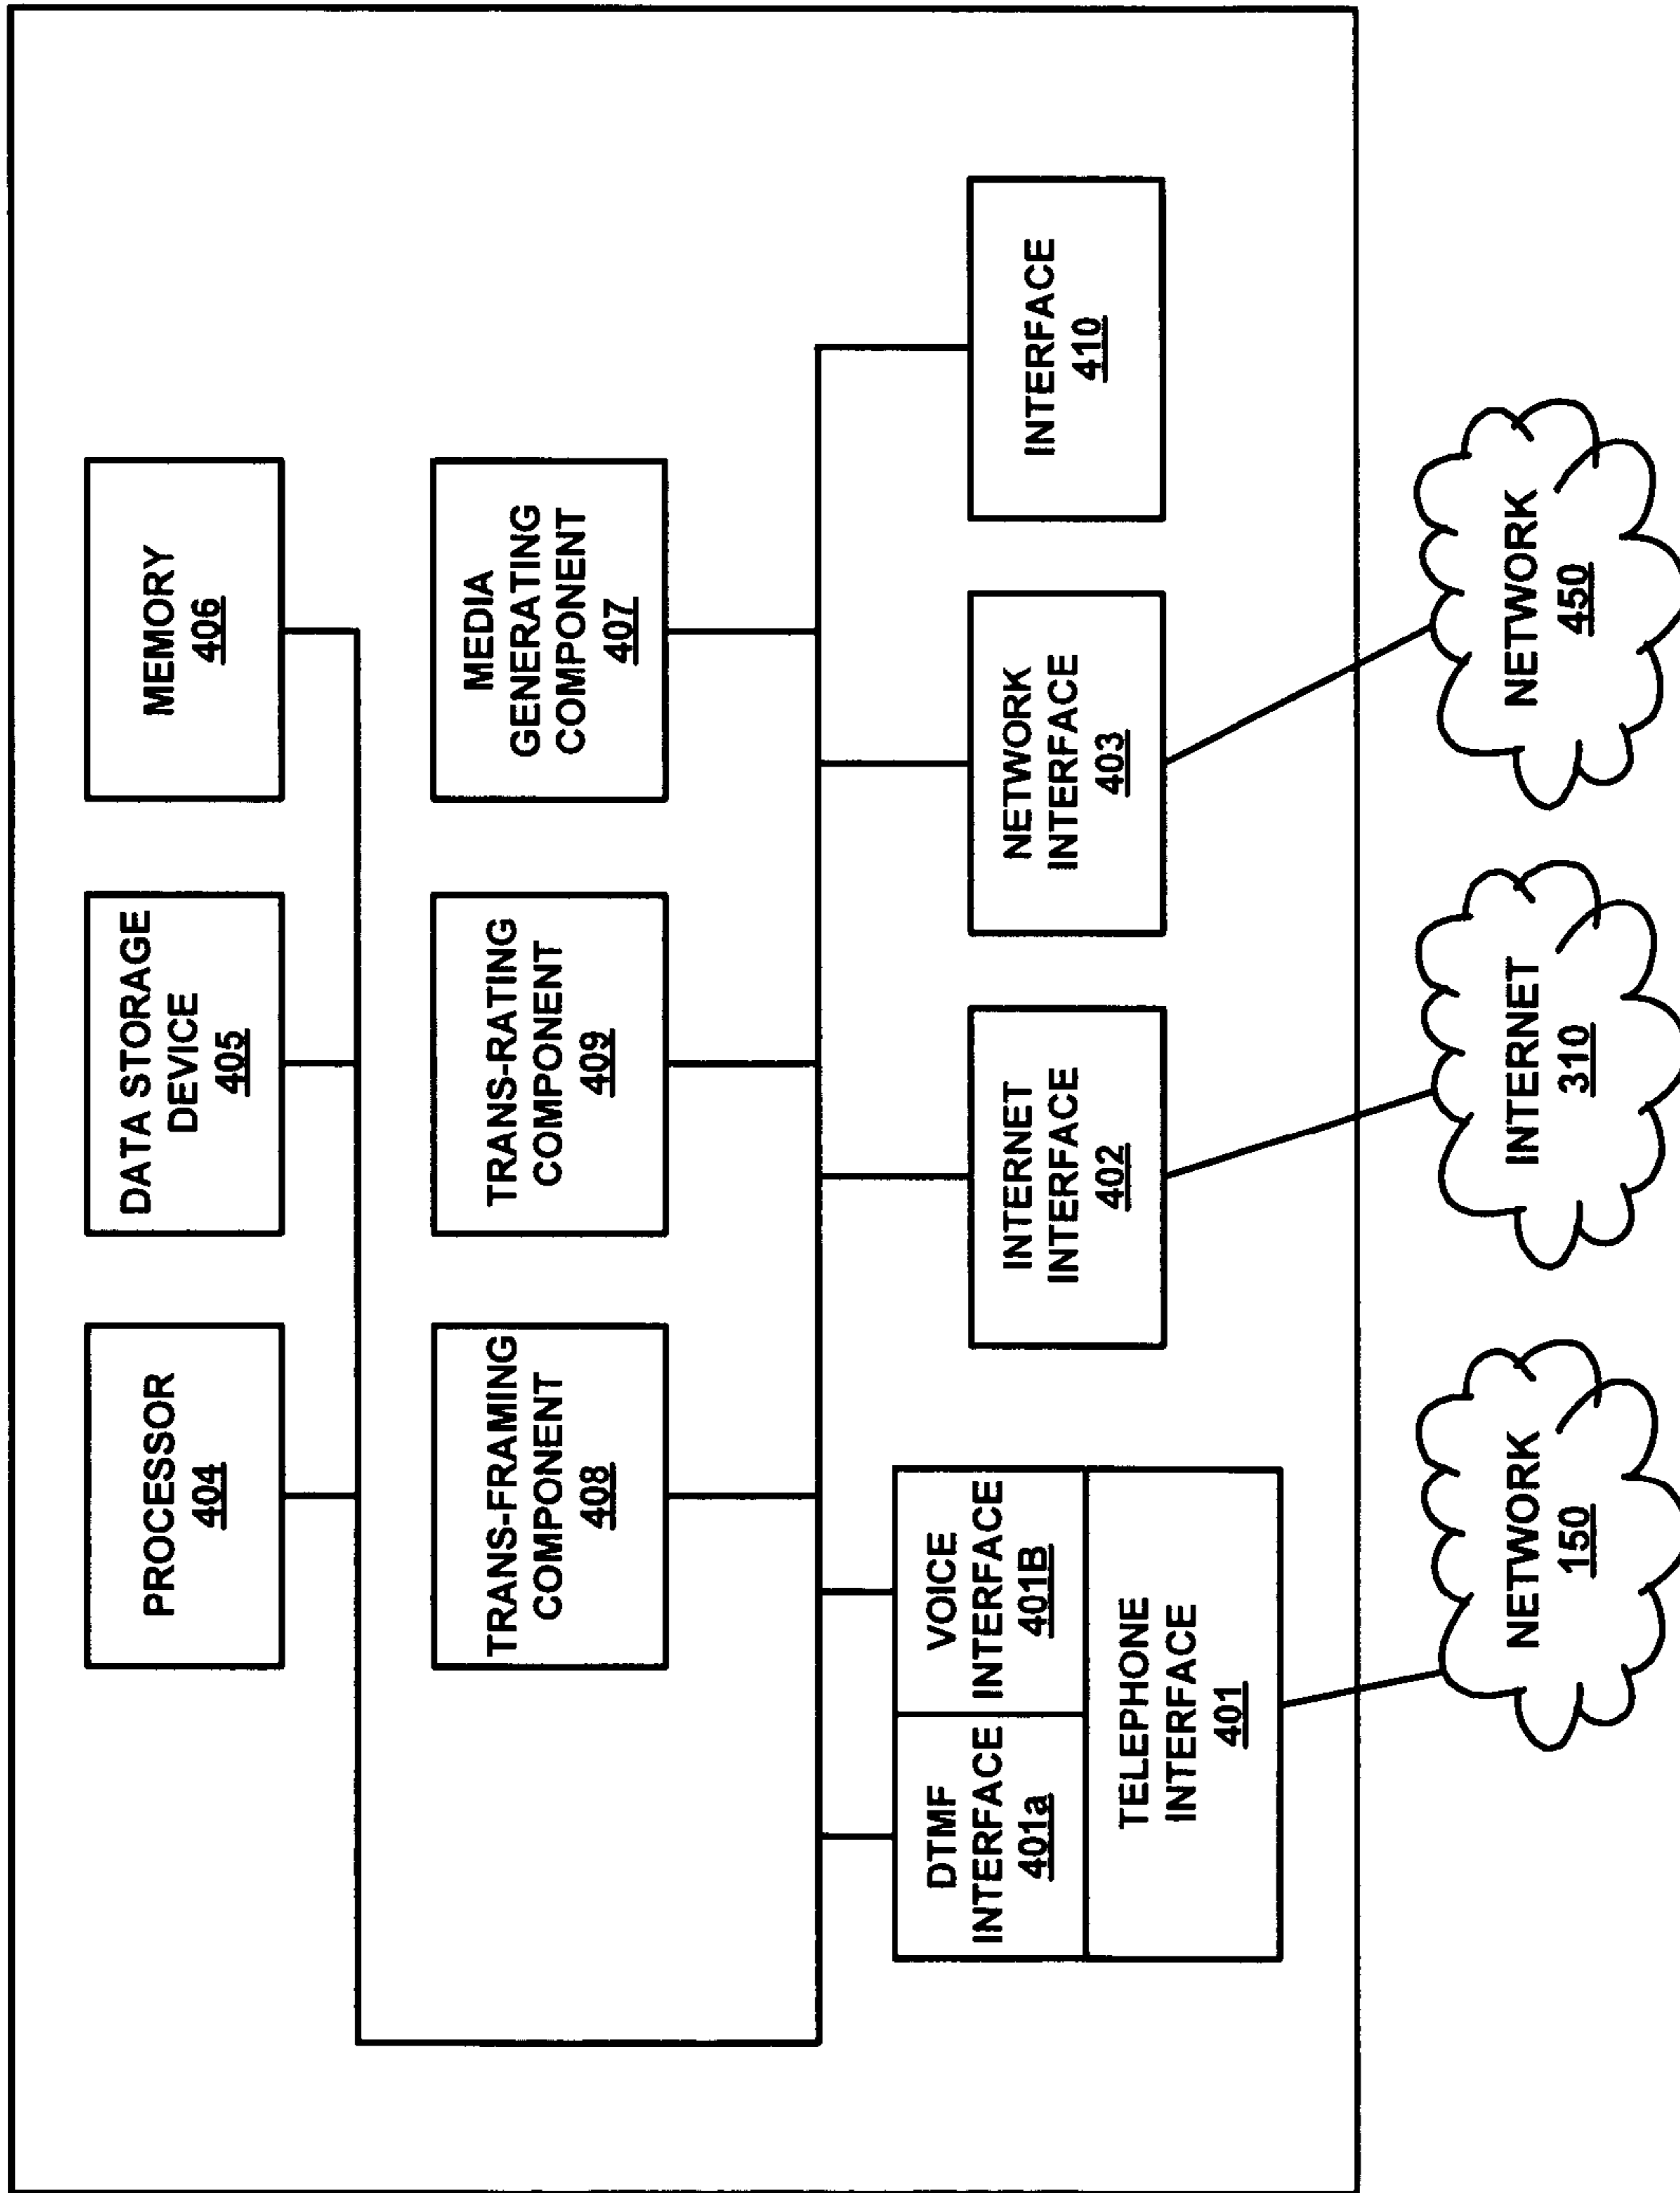 PROCESSOR
404
DATA STORAGE
DEVICE
405
MEMORY
406
TRANS-FRAMING
COMPONENT
408
TRANS-RATING
COMPONENT
409
MEDIA
GENERATING
COMPONENT
407
DTMF
INTERFACE
401a
VOICE
INTERFACE
401B
TELEPHONE
INTERFACE
401
INTERNET
INTERFACE
402
NETWORK
INTERFACE
403
INTERFACE
410
NETWORK
150
INTERNET
310
NETWORK
450